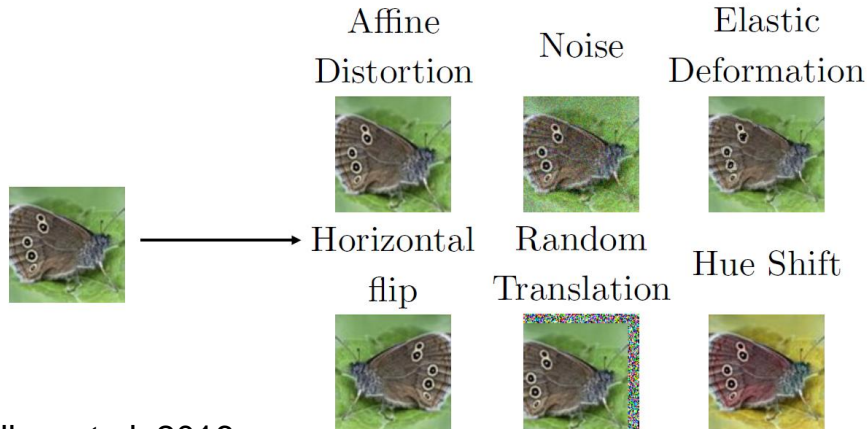 Affine
Distortion
Noise
Elastic
Deformation
Horizontal
flip
Random
Translation
Hue Shift